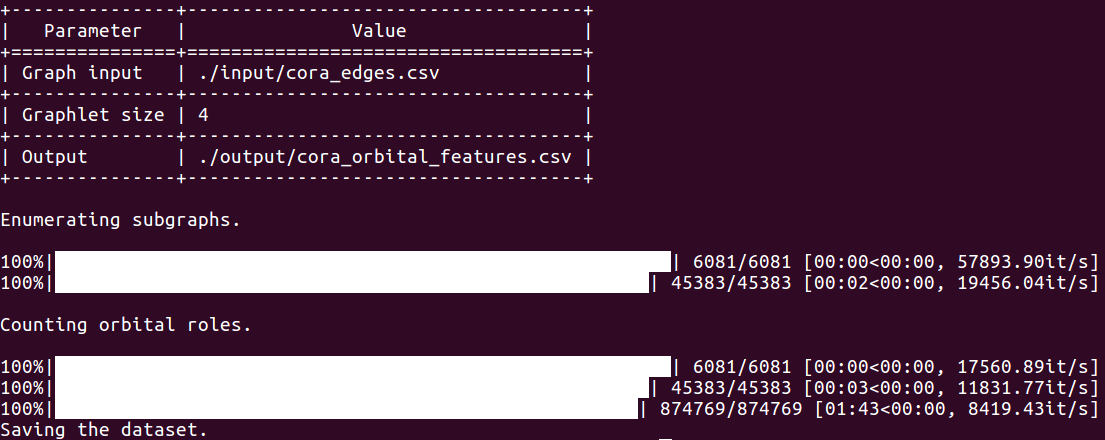 +---------------+-------------------------------------+
|   Parameter   |                Value                |
+===============+=====================================+
| Graph input   | ./input/cora_edges.csv              |
+---------------+-------------------------------------+
| Graphlet size | 4                                   |
+---------------+-------------------------------------+
| Output        | ./output/cora_orbital_features.csv |
+---------------+-------------------------------------+
Enumerating subgraphs.
100%|| 6081/6081 [00:00<00:00, 57893.90it/s]
100%|| 45383/45383 [00:02<00:00, 19456.04it/s]
Counting orbital roles.
100%|| 6081/6081 [00:00<00:00, 17560.89it/s]
100%|| 45383/45383 [00:03<00:00, 11831.77it/s]
100%|| 874769/874769 [01:43<00:00, 8419.43it/s]
Saving the dataset.